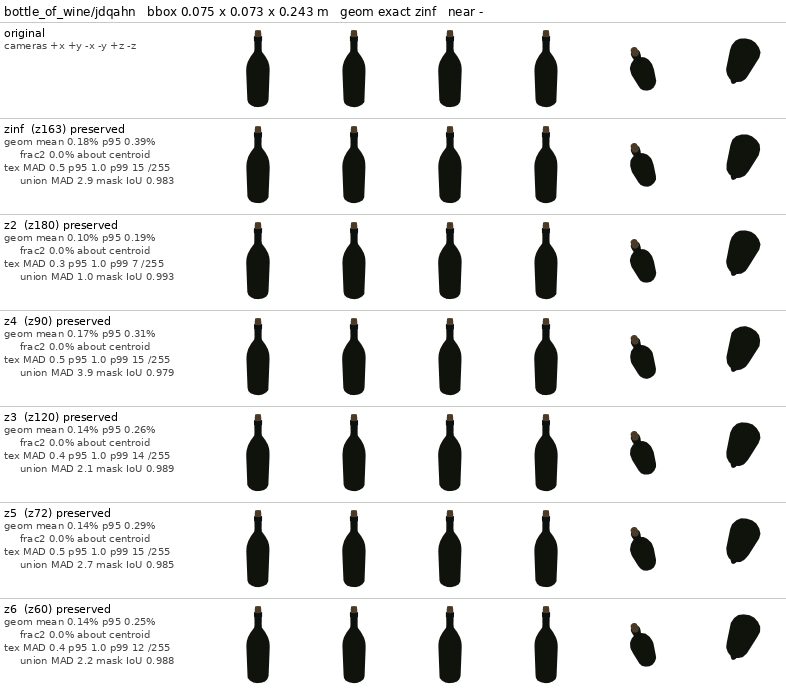 bottle_of_wine/jdqahn   bbox 0.075 x 0.073 x 0.243 m   geom exact zinf   near -
original
cameras +x +y -x -y +z -z
zinf  (z163) preserved
geom mean 0.18% p95 0.39%
frac2 0.0% about centroid
tex MAD 0.5 p95 1.0 p99 15 /255
union MAD 2.9 mask IoU 0.983
z2  (z180) preserved
geom mean 0.10% p95 0.19%
frac2 0.0% about centroid
tex MAD 0.3 p95 1.0 p99 7 /255
union MAD 1.0 mask IoU 0.993
z4  (z90) preserved
geom mean 0.17% p95 0.31%
frac2 0.0% about centroid
tex MAD 0.5 p95 1.0 p99 15 /255
union MAD 3.9 mask IoU 0.979
z3  (z120) preserved
geom mean 0.14% p95 0.26%
frac2 0.0% about centroid
tex MAD 0.4 p95 1.0 p99 14 /255
union MAD 2.1 mask IoU 0.989
z5  (z72) preserved
geom mean 0.14% p95 0.29%
frac2 0.0% about centroid
tex MAD 0.5 p95 1.0 p99 15 /255
union MAD 2.7 mask IoU 0.985
z6  (z60) preserved
geom mean 0.14% p95 0.25%
frac2 0.0% about centroid
tex MAD 0.4 p95 1.0 p99 12 /255
union MAD 2.2 mask IoU 0.988